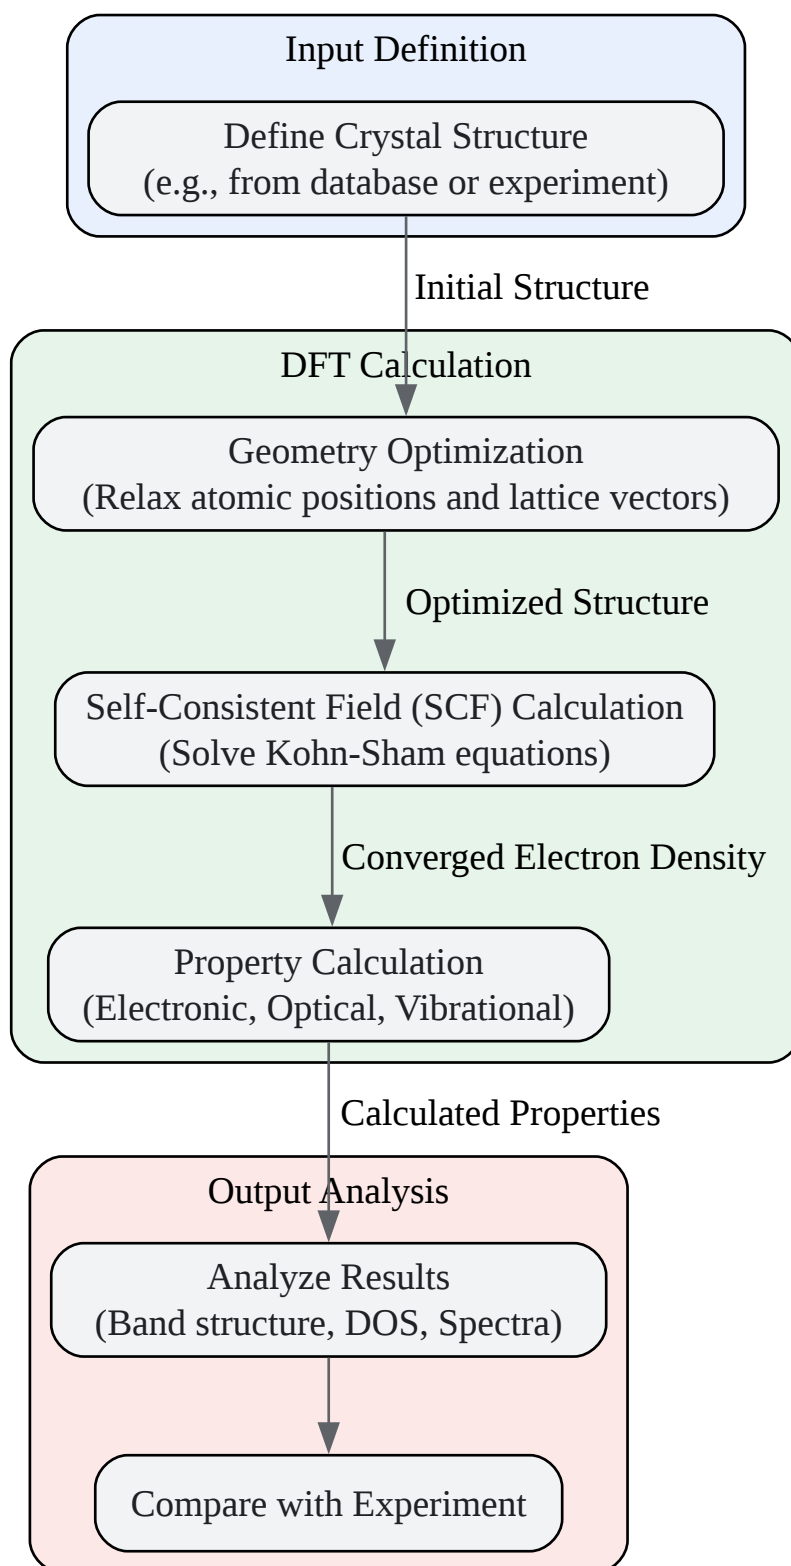 Input Definition
Define Crystal Structure
(e.g., from database or experiment)
Initial Structure
DFT Calculation
Geometry Optimization
(Relax atomic positions and lattice vectors)
Optimized Structure
Self-Consistent Field (SCF) Calculation
(Solve Kohn-Sham equations)
Converged Electron Density
Property Calculation
(Electronic, Optical, Vibrational)
Calculated Properties
Output Analysis
Analyze Results
(Band structure, DOS, Spectra)
Compare with Experiment